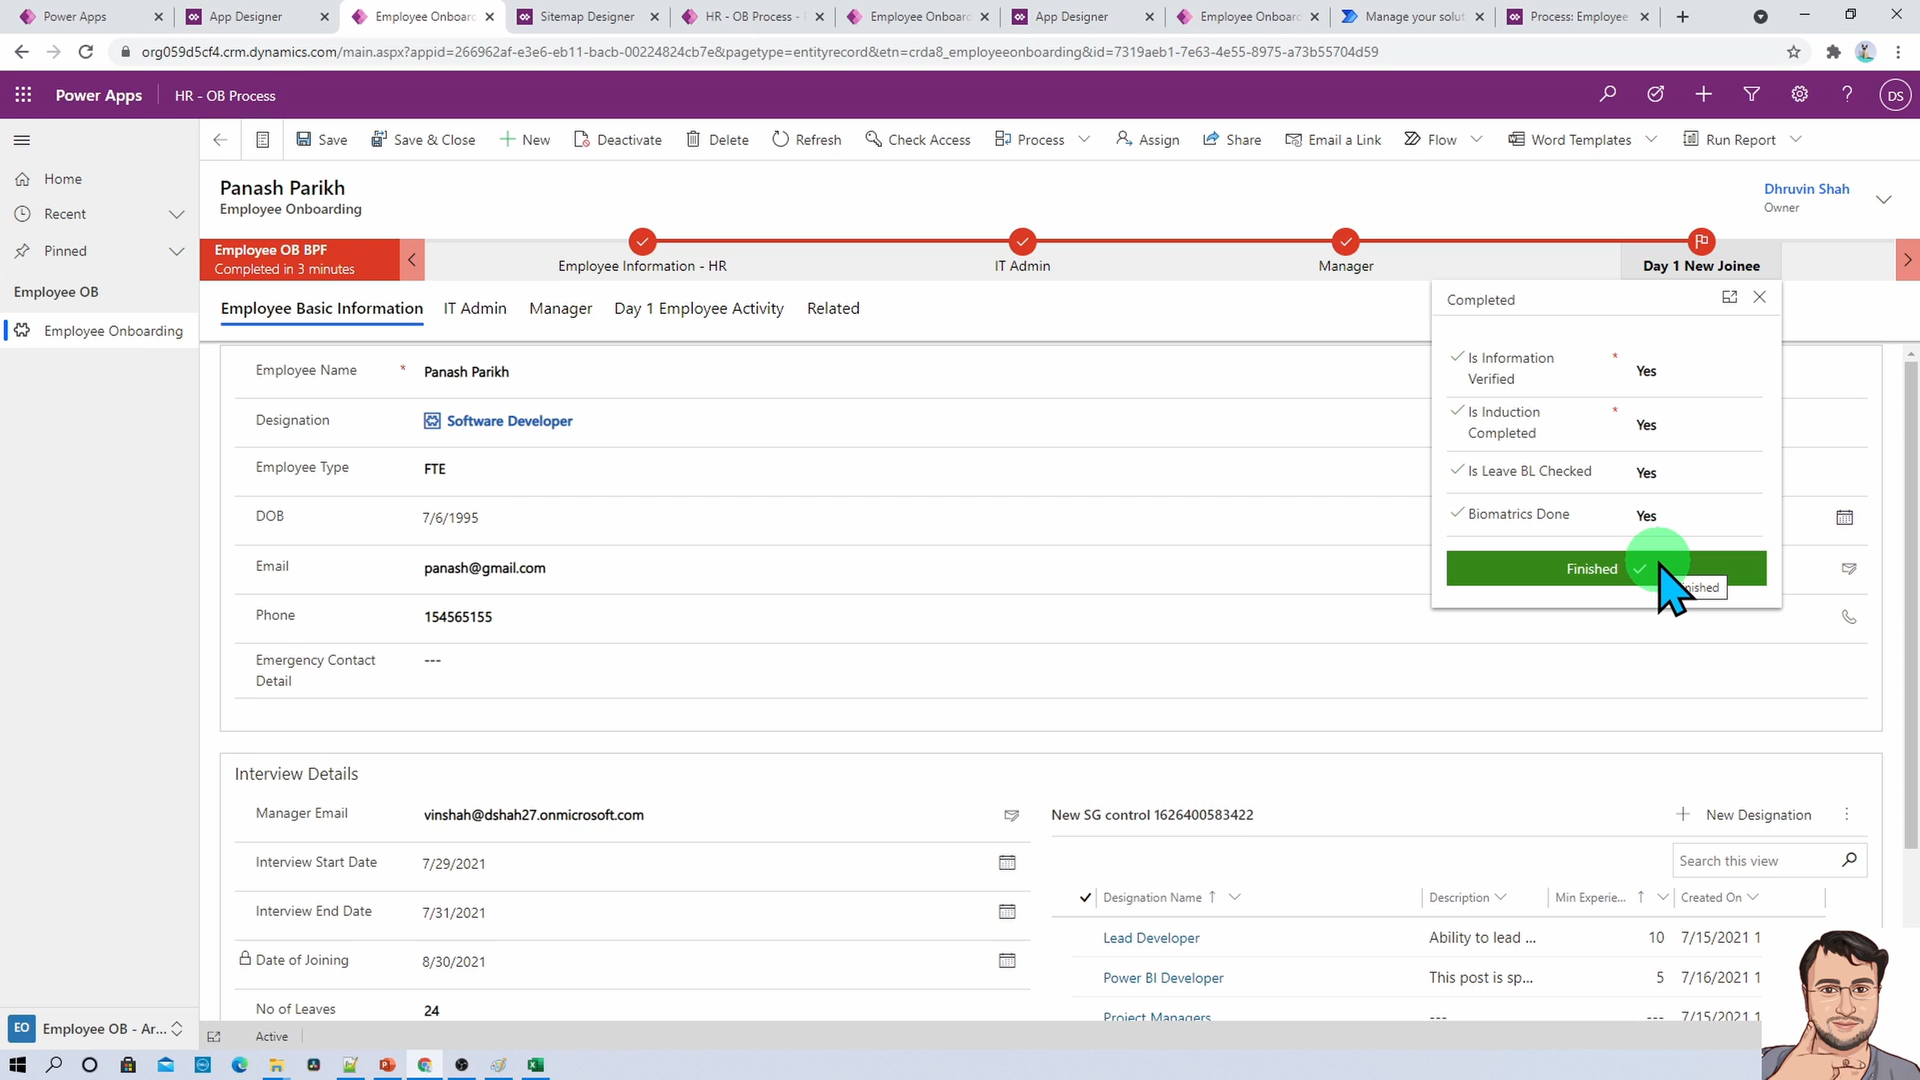 Power Apps
App Designer
Employee Onboard
Sitemap Designer
HR - OB Process -
Employee Onboard
App Designer
Employee Onboard
Manage your solut
Process: Employee
org059d5cf4.crm.dynamics.com/main.aspx?appid=266962af-e3e6-eb11-bacb-00224824cb7e&pagetype=entityrecord&etn=crda8_employeeonboarding&id=7319aeb1-7e63-4e55-8975-a73b55704d59
Power Apps
HR - OB Process
DS
Save
Save & Close
New
Deactivate
Delete
Refresh
Check Access
Process
Assign
Share
Email a Link
Flow
Word Templates
Run Report
Home
Recent
Pinned
Employee OB
Employee Onboarding
Panash Parikh
Employee Onboarding
Dhruvin Shah
Owner
Employee OB BPF
Completed in 3 minutes
Employee Information - HR
IT Admin
Manager
Day 1 New Joinee
Employee Basic Information
IT Admin
Manager
Day 1 Employee Activity
Related
Completed
Is Information
Verified
*
Yes
Is Induction
Completed
*
Yes
Is Leave BL Checked
Yes
Biomatrics Done
Yes
Finished
Employee Name
*
Panash Parikh
Designation
Software Developer
Employee Type
FTE
DOB
7/6/1995
Email
panash@gmail.com
Phone
154565155
Emergency Contact
Detail
---
Interview Details
Manager Email
vinshah@dshah27.onmicrosoft.com
Interview Start Date
7/29/2021
Interview End Date
7/31/2021
Date of Joining
8/30/2021
No of Leaves
24
New SG control 1626400583422
New Designation
Search this view
Designation Name
Description
Min Experie...
Created On
Lead Developer
Ability to lead ...
10
7/15/2021 1
Power BI Developer
This post is sp...
5
7/16/2021 1
Project Managers
---
---
7/15/2021 1
EO
Employee OB - Ar...
Active